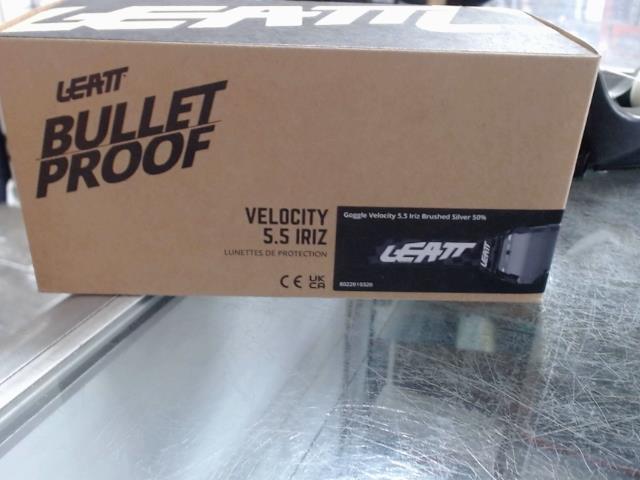 LEATT
LEATT
BULLET
PROOF
VELOCITY
5.5 IRIZ
LUNETTES DE PROTECTION
CE UK
CA
Goggle Velocity 5.5 Iriz Brushed Silver 50%
LEATT
LEATT